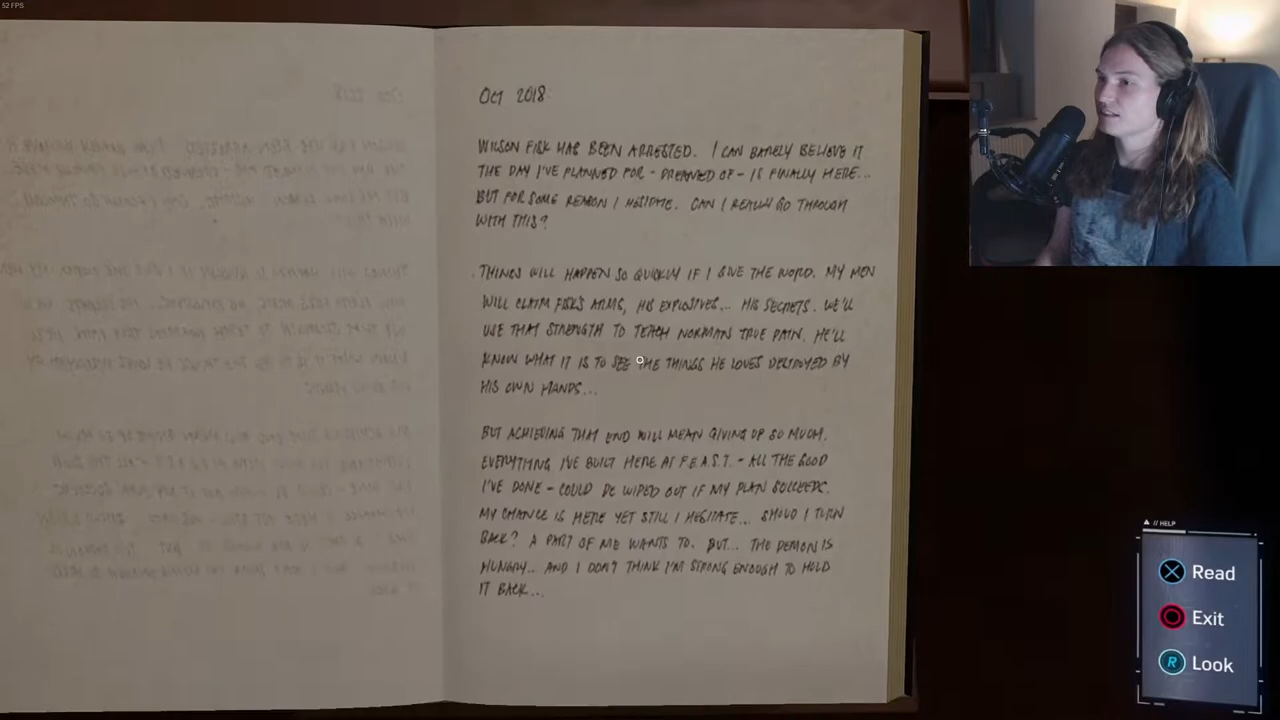 52 FPS
OCT 2018
WILSON FISK HAS BEEN ARRESTED. I CAN BARELY BELIEVE IT
THE DAY I'VE PLANNED FOR - DREAMED OF - IS FINALLY HERE...
BUT FOR SOME REASON I HESITATE. CAN I REALLY GO THROUGH
WITH THIS?
THINGS WILL HAPPEN SO QUICKLY IF I GIVE THE WORD. MY MEN
WILL CLAIM FISK'S ARMS, HIS EXPLOSIVES... HIS SECRETS. WE'LL
USE THAT STRENGTH TO TEACH NORMAN TRUE PAIN. HE'LL
KNOW WHAT IT IS TO SEE THE THINGS HE LOVES DESTROYED BY
HIS OWN HANDS...
BUT ACHIEVING THAT END WILL MEAN GIVING UP SO MUCH.
EVERYTHING I'VE BUILT HERE AT F.E.A.S.T. - ALL THE GOOD
I'VE DONE - COULD BE WIPED OUT IF MY PLAN SUCCEEDS.
MY CHANCE IS HERE YET STILL I HESITATE... SHOULD I TURN
BACK? A PART OF ME WANTS TO. BUT... THE DEMON IS
HUNGRY... AND I DON'T THINK I'M STRONG ENOUGH TO HOLD
IT BACK...
// HELP
Read
Exit
R Look